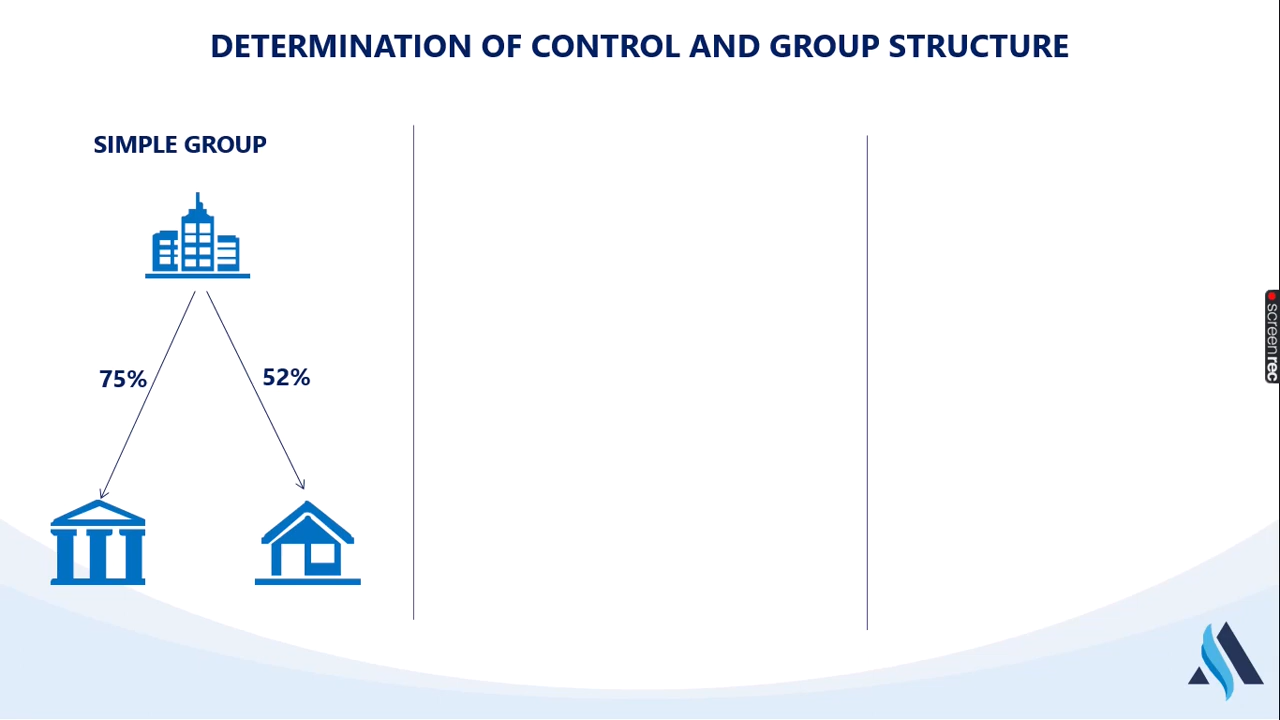 DETERMINATION OF CONTROL AND GROUP STRUCTURE
SIMPLE GROUP
75%
52%
screenrec